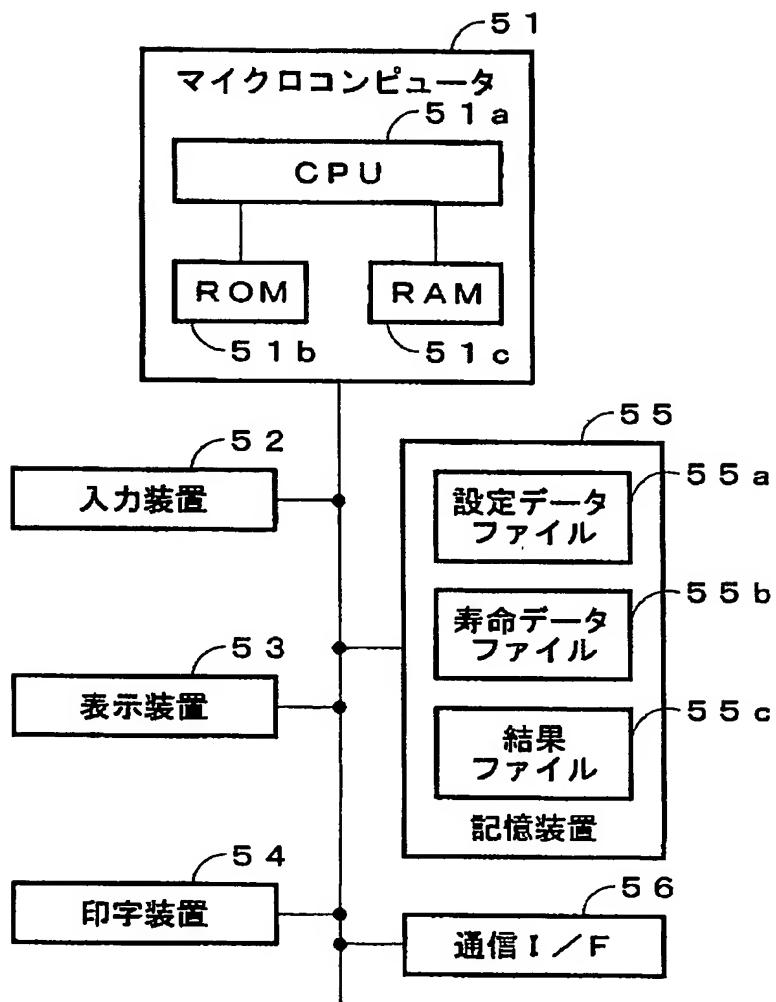 ５１
マイクロコンピュータ
５１ａ
ＣＰＵ
ＲＯＭ
ＲＡＭ
５１ｂ
５１ｃ
５２
入力装置
５５
５５ａ
設定データ
ファイル
５５ｂ
寿命データ
ファイル
５３
表示装置
５５ｃ
結果
ファイル
記憶装置
５４
印字装置
５６
通信Ｉ／Ｆ